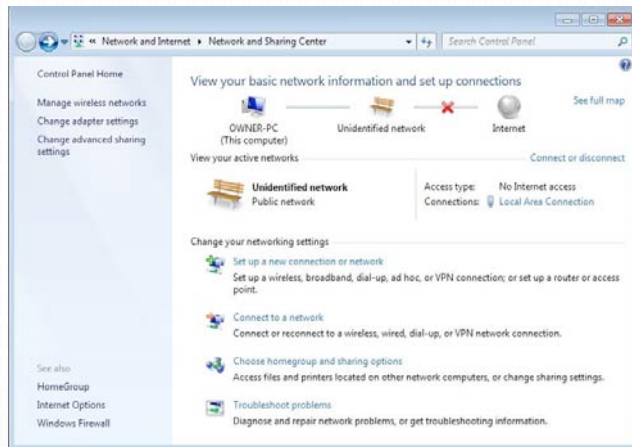 « Network and Internet ▸ Network and Sharing Center
Search Control Panel
Control Panel Home
Manage wireless networks
Change adapter settings
Change advanced sharing
settings
See also
HomeGroup
Internet Options
Windows Firewall
View your basic network information and set up connections
See full map
OWNER-PC
(This computer)
Unidentified network
Internet
View your active networks
Connect or disconnect
Unidentified network
Public network
Access type: No Internet access
Connections: Local Area Connection
Change your networking settings
Set up a new connection or network
Set up a wireless, broadband, dial-up, ad hoc, or VPN connection; or set up a router or access
point.
Connect to a network
Connect or reconnect to a wireless, wired, dial-up, or VPN network connection.
Choose homegroup and sharing options
Access files and printers located on other network computers, or change sharing settings.
Troubleshoot problems
Diagnose and repair network problems, or get troubleshooting information.